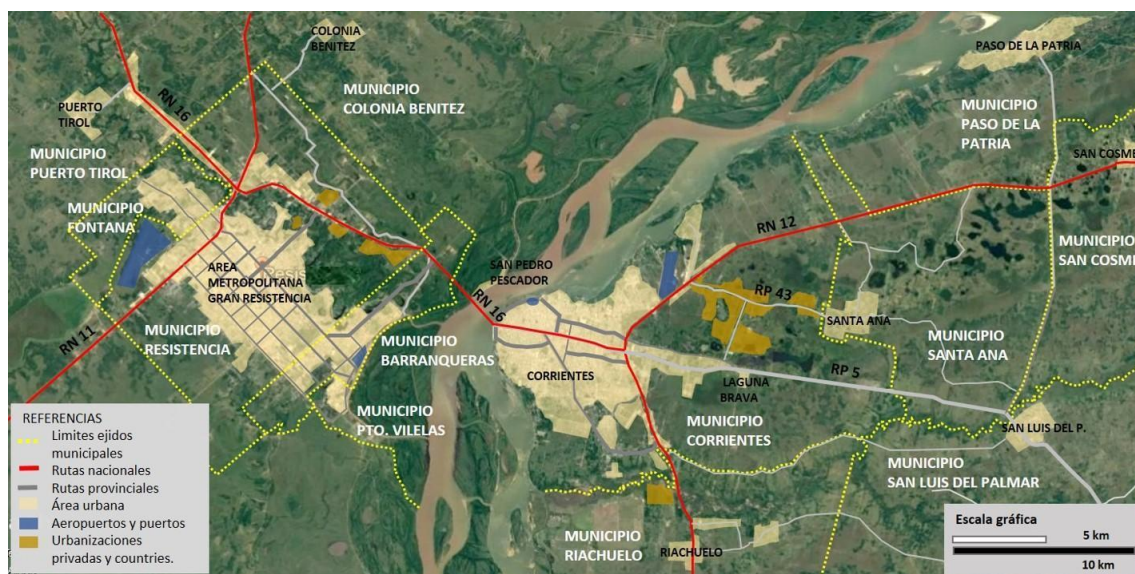 COLONIA
BENITEZ
PASO DE LA PATRIA
RN 16
MUNICIPIO
COLONIA BENITEZ
PUERTO
TIROL
MUNICIPIO
PASO DE LA
PATRIA
MUNICIPIO
PUERTO TIROL
SAN COSME
MUNICIPIO
FONTANA
RN 12
MUNICIPIO
SAN COSME
AREA
METROPOLITANA
GRAN RESISTENCIA
SAN PEDRO
PESCADOR
RP 43
RN 16
SANTA ANA
RN 11
MUNICIPIO
RESISTENCIA
MUNICIPIO
BARRANQUERAS
MUNICIPIO
SANTA ANA
CORRIENTES
LAGUNA
BRAVA
RP 5
MUNICIPIO
PTO. VILELAS
MUNICIPIO
CORRIENTES
SAN LUIS DEL P.
MUNICIPIO
SAN LUIS DEL PALMAR
MUNICIPIO
RIACHUELO
RIACHUELO
REFERENCIAS
Limites ejidos
municipales
Rutas nacionales
Rutas provinciales
Área urbana
Aeropuertos y puertos
Urbanizaciones
privadas y countries.
Escala gráfica
5 km
10 km